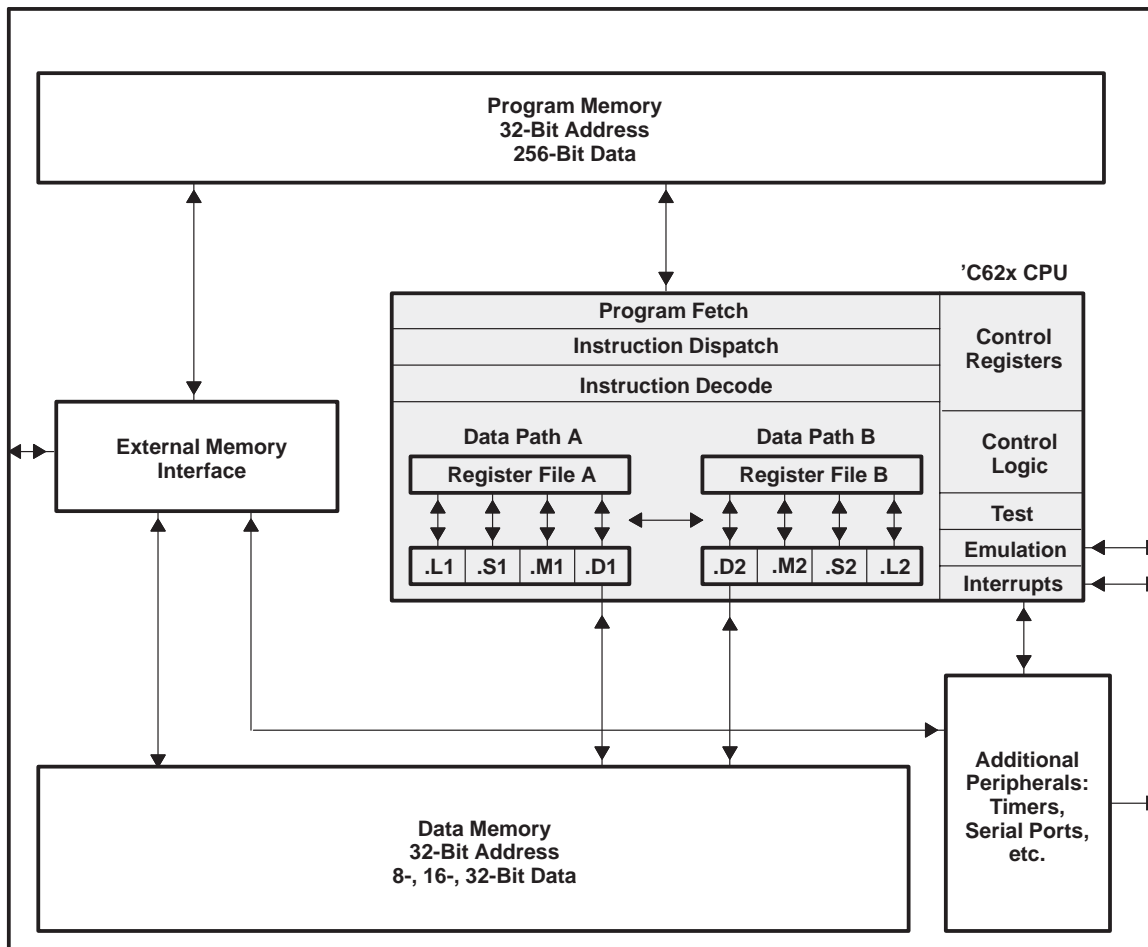 Program Memory
32-Bit Address
256-Bit Data
’C62x CPU
Program Fetch
Instruction Dispatch
Instruction Decode
Control
Registers
Data Path A
Data Path B
Register File A
Register File B
.L1 .S1 .M1 .D1
.D2 .M2 .S2 .L2
Control
Logic
Test
Emulation
Interrupts
External Memory
Interface
Additional
Peripherals:
Timers,
Serial Ports,
etc.
Data Memory
32-Bit Address
8-, 16-, 32-Bit Data